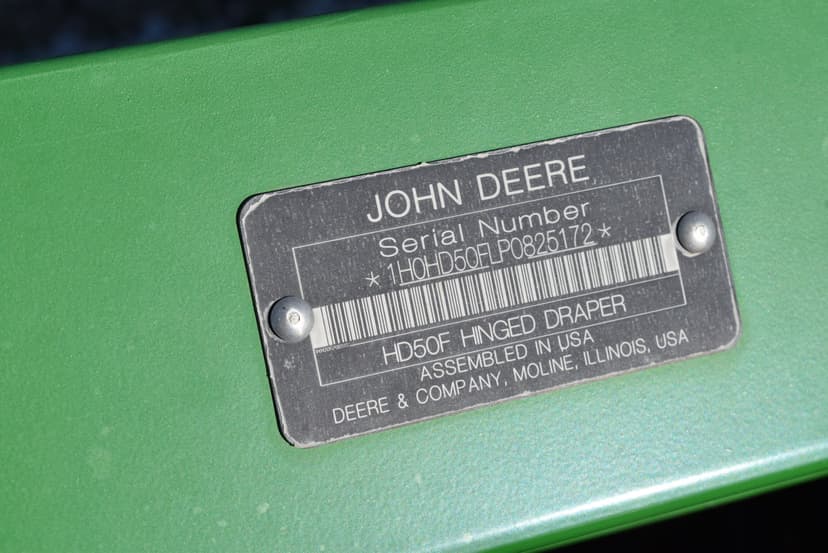 JOHN DEERE
Serial Number
*1H0HD50FLP0825172*
HD50F HINGED DRAPER
ASSEMBLED IN USA
DEERE & COMPANY, MOLINE, ILLINOIS, USA